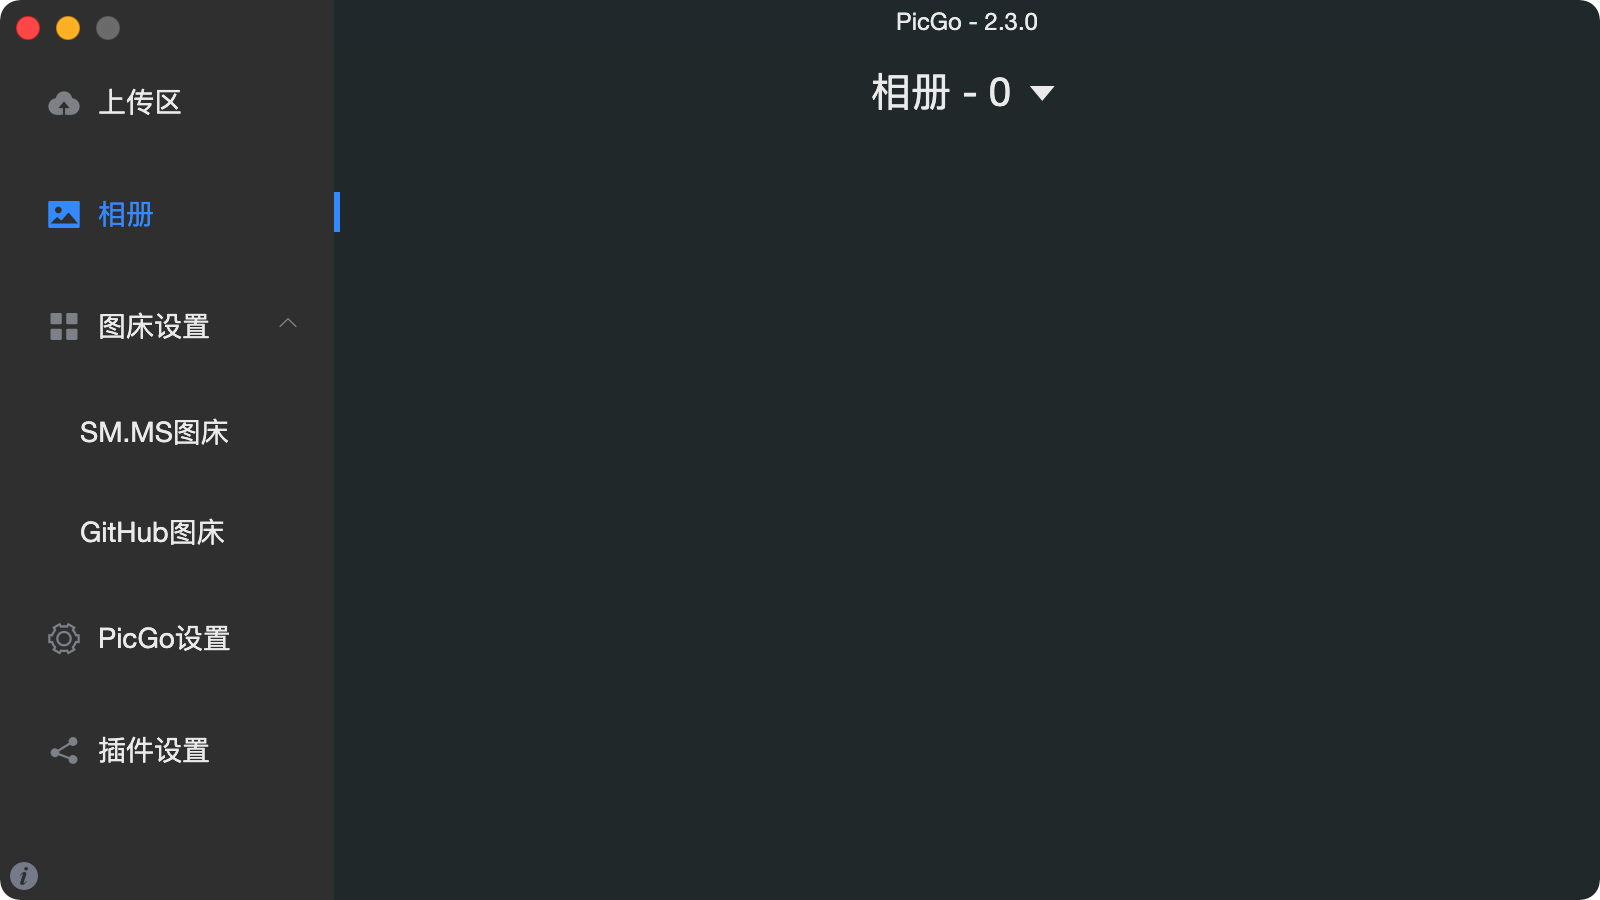 PicGo - 2.3.0
上传区
相册 - 0
相册
图床设置
SM.MS图床
GitHub图床
PicGo设置
插件设置
i